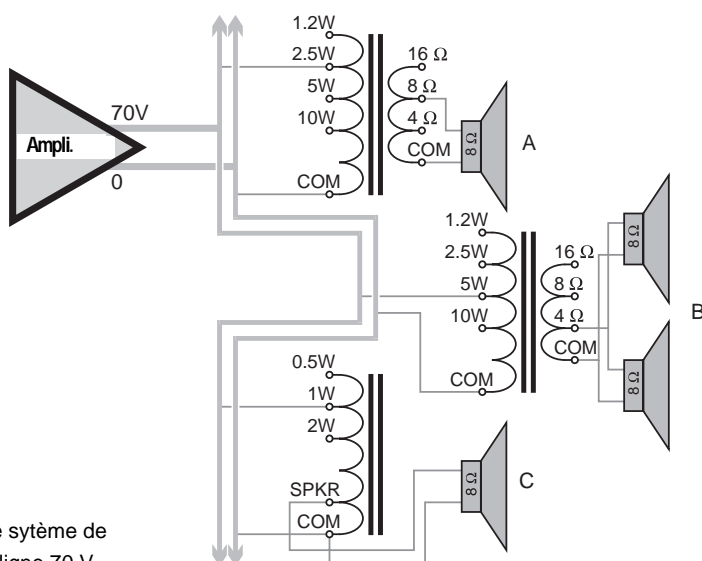 1.2W
2.5W
5W
10W
COM
16 Ω
8 Ω
4 Ω
COM
8 Ω
A
70V
Ampli.
0
1.2W
2.5W
5W
10W
COM
16 Ω
8 Ω
4 Ω
COM
8 Ω
8 Ω
B
0.5W
1W
2W
SPKR
COM
8 Ω
C
e sytème de
ligne 70 V